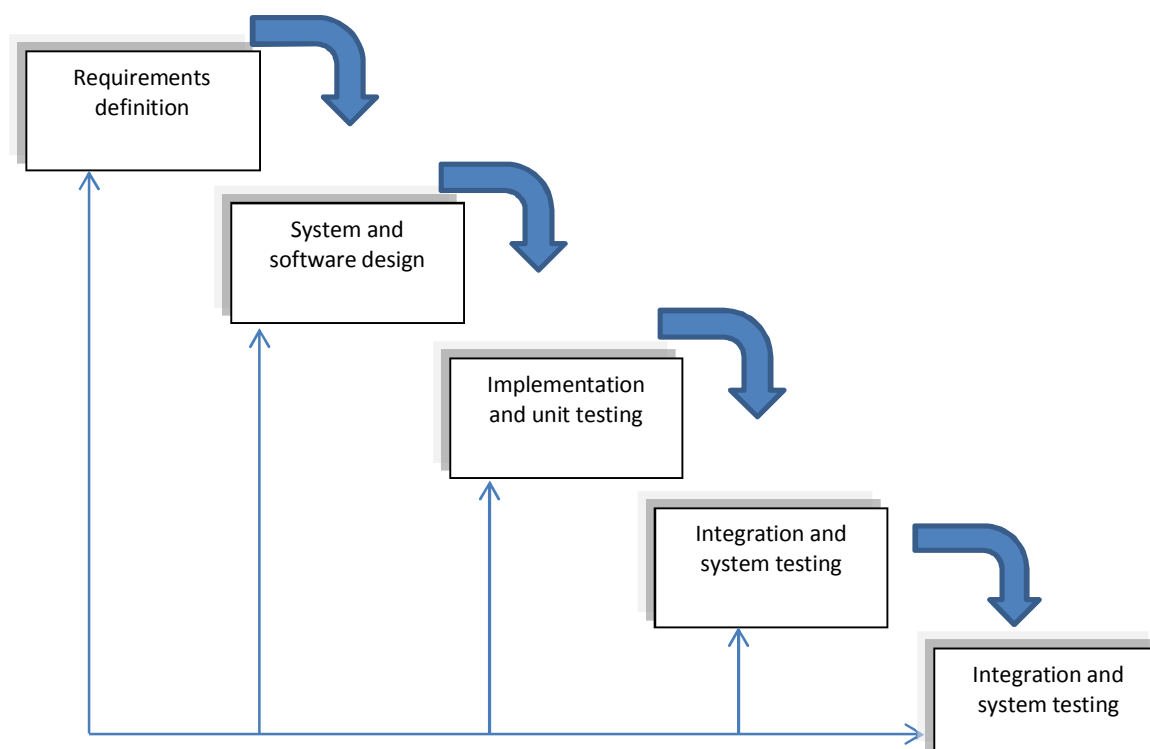 Requirements
definition
System and
software design
Implementation
and unit testing
Integration and
system testing
Integration and
system testing